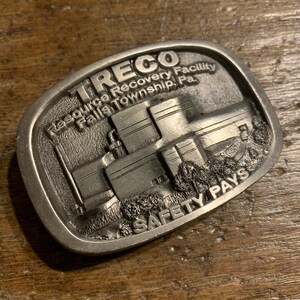 TRECO
Resource Recovery Facility
Falls Township, Pa.
SAFETY PAYS